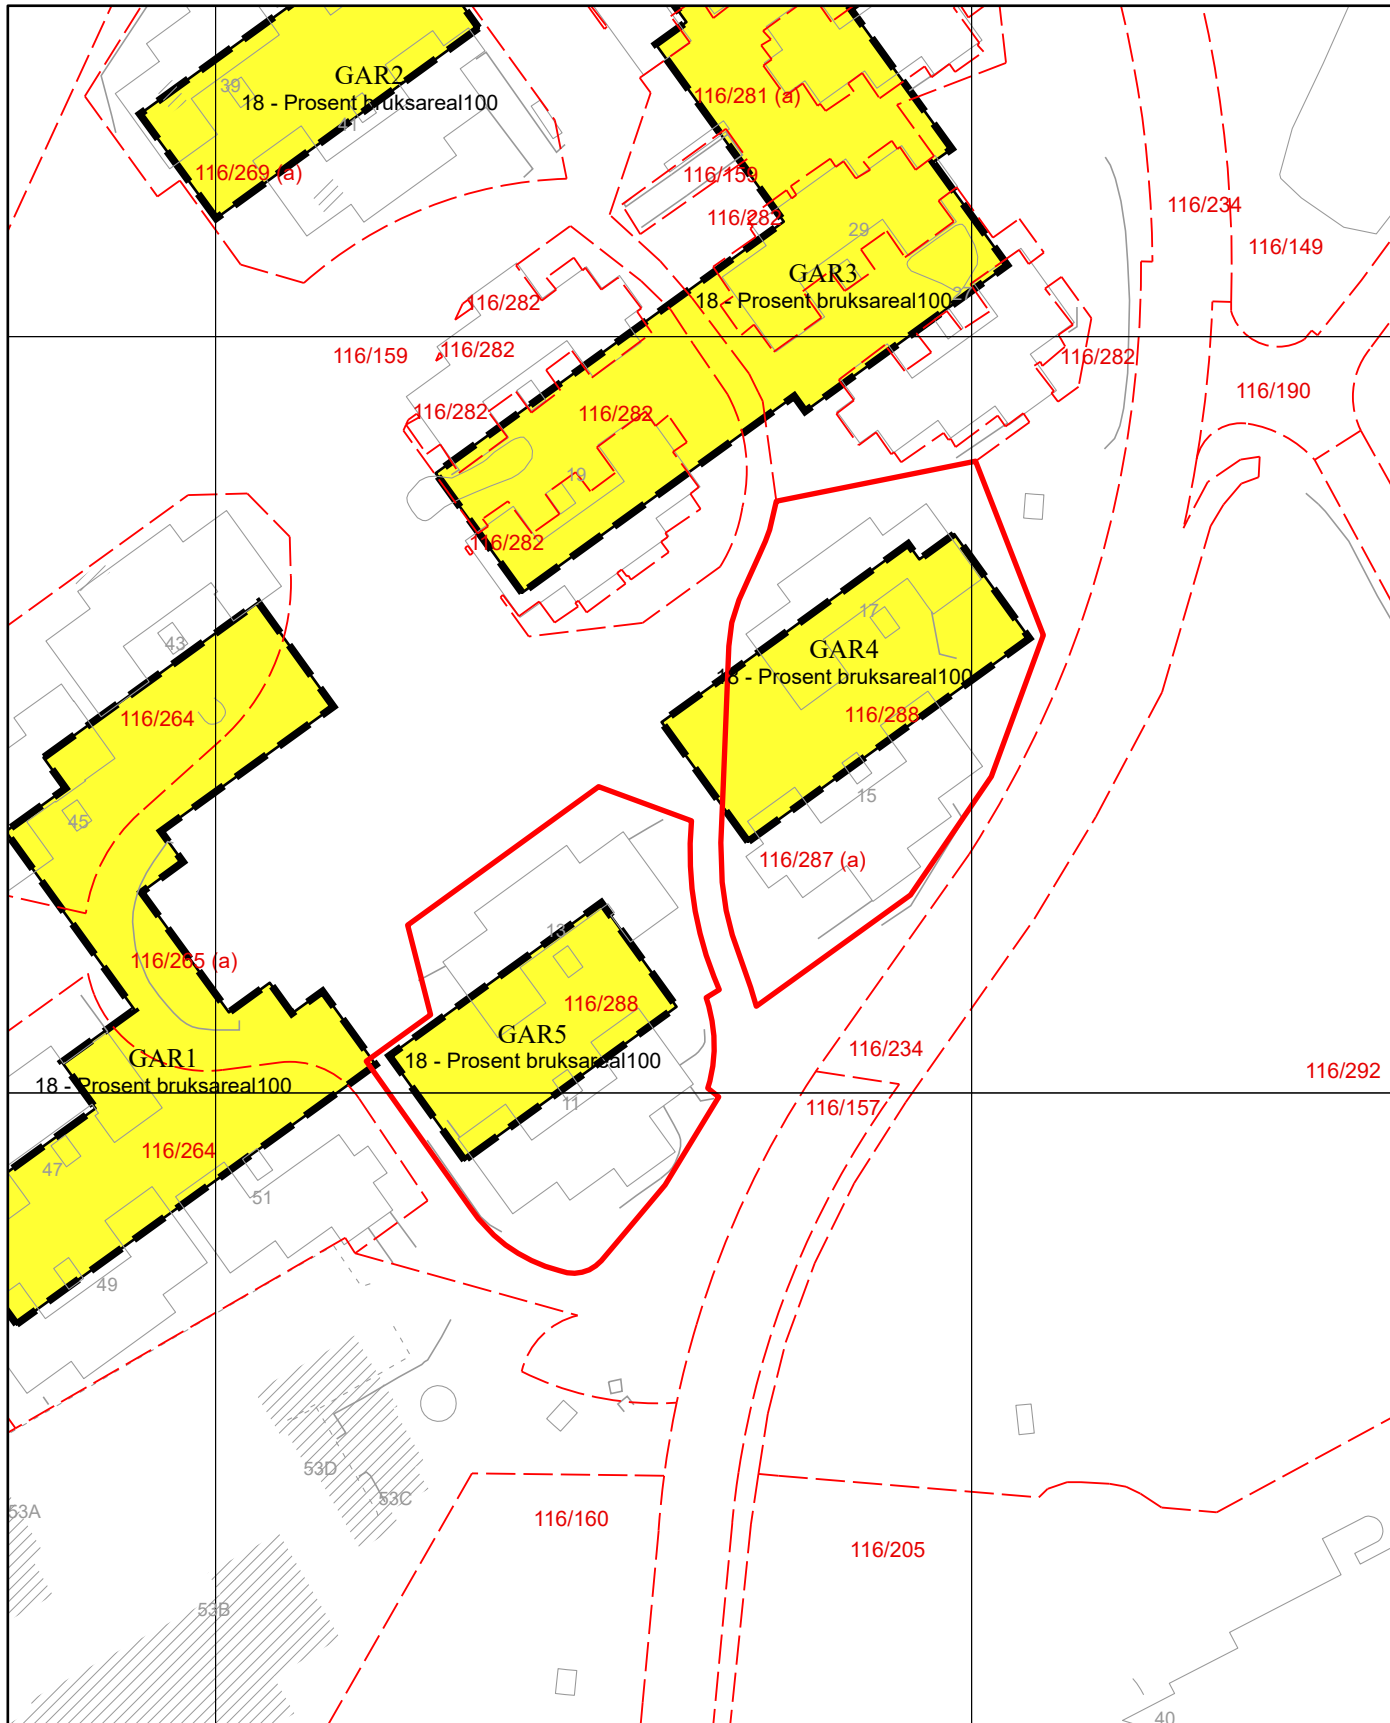 GAR2
39
18 - Prosent bruksareal100
41
116/269 (a)
116/281 (a)
116/159
116/282
29
116/234
116/149
GAR3
18 - Prosent bruksareal100
27
116/282
116/159
116/282
116/282
116/190
116/282
116/282
19
116/282
17
43
GAR4
18 - Prosent bruksareal100
116/264
116/288
45
15
116/287 (a)
13
116/265 (a)
116/288
GAR5
18 - Prosent bruksareal100
GAR1
18 - Prosent bruksareal100
116/234
116/292
11
116/157
116/264
47
51
49
53D
53C
53A
116/160
116/205
53B
40